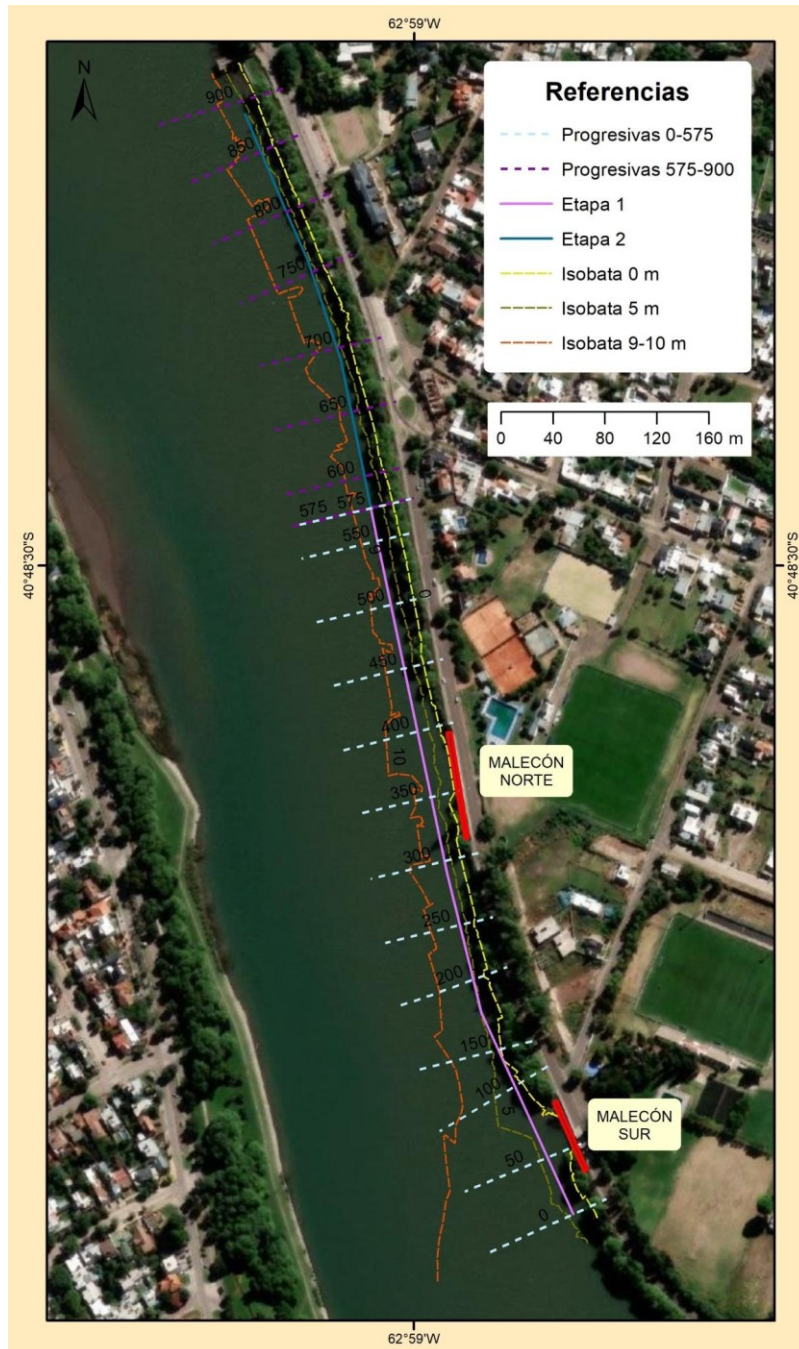 62°59'W
N
Referencias
Progresivas 0-575
Progresivas 575-900
Etapa 1
Etapa 2
Isobata 0 m
Isobata 5 m
Isobata 9-10 m
0 40 80 120 160 m
900
850
800
750
700
650
600
575 575
550
9
40°48'30"S
40°48'30"S
500
0
450
400
10
MALECÓN
NORTE
350
300
250
200
150
100
5
MALECÓN
SUR
50
0
62°59'W